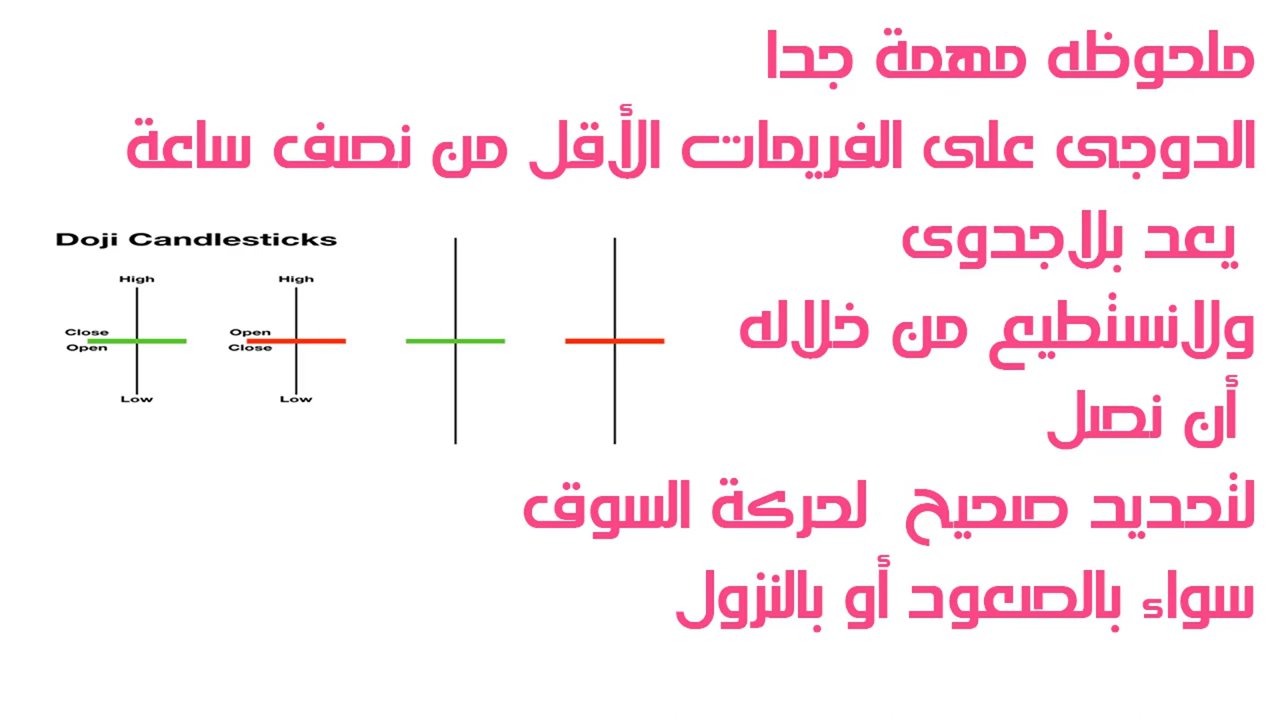 ملحوظه مهمة جدا
الدوجى على الفريمات الأقل من نصف ساعة
يعد بلاجدوى
ولانستطيع من خلاله
أن نصل
لتحديد صحيح لحركة السوق
سواء بالصعود أو بالنزول
Doji Candlesticks
High
High
Close
Open
Open
Close
Low
Low